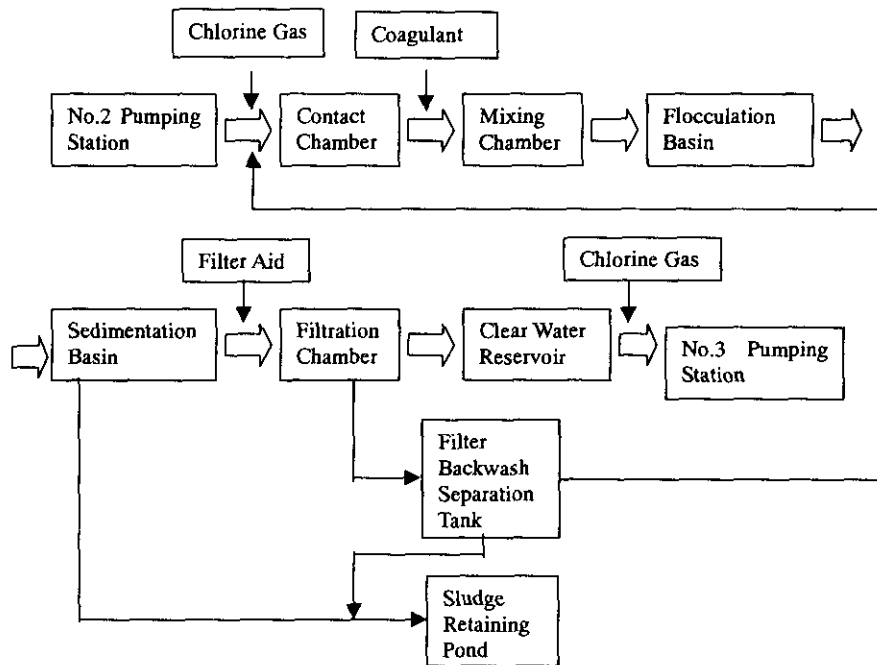 Chlorine Gas
Coagulant
No.2 Pumping
Station
Contact
Chamber
Mixing
Chamber
Flocculation
Basin
Filter Aid
Chlorine Gas
Sedimentation
Basin
Filtration
Chamber
Clear Water
Reservoir
No.3 Pumping
Station
Filter
Backwash
Separation
Tank
Sludge
Retaining
Pond